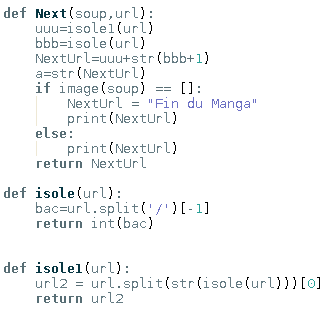 def Next(soup,url):
    uuu=isole1(url)
    bbb=isole(url)
    NextUrl=uuu+str(bbb+1)
    a=str(NextUrl)
    if image(soup) == []:
        NextUrl = "Fin du Manga"
        print(NextUrl)
    else:
        print(NextUrl)
    return NextUrl

def isole(url):
    bac=url.split('/')[-1]
    return int(bac)


def isole1(url):
    url2 = url.split(str(isole(url)))[0]
    return url2